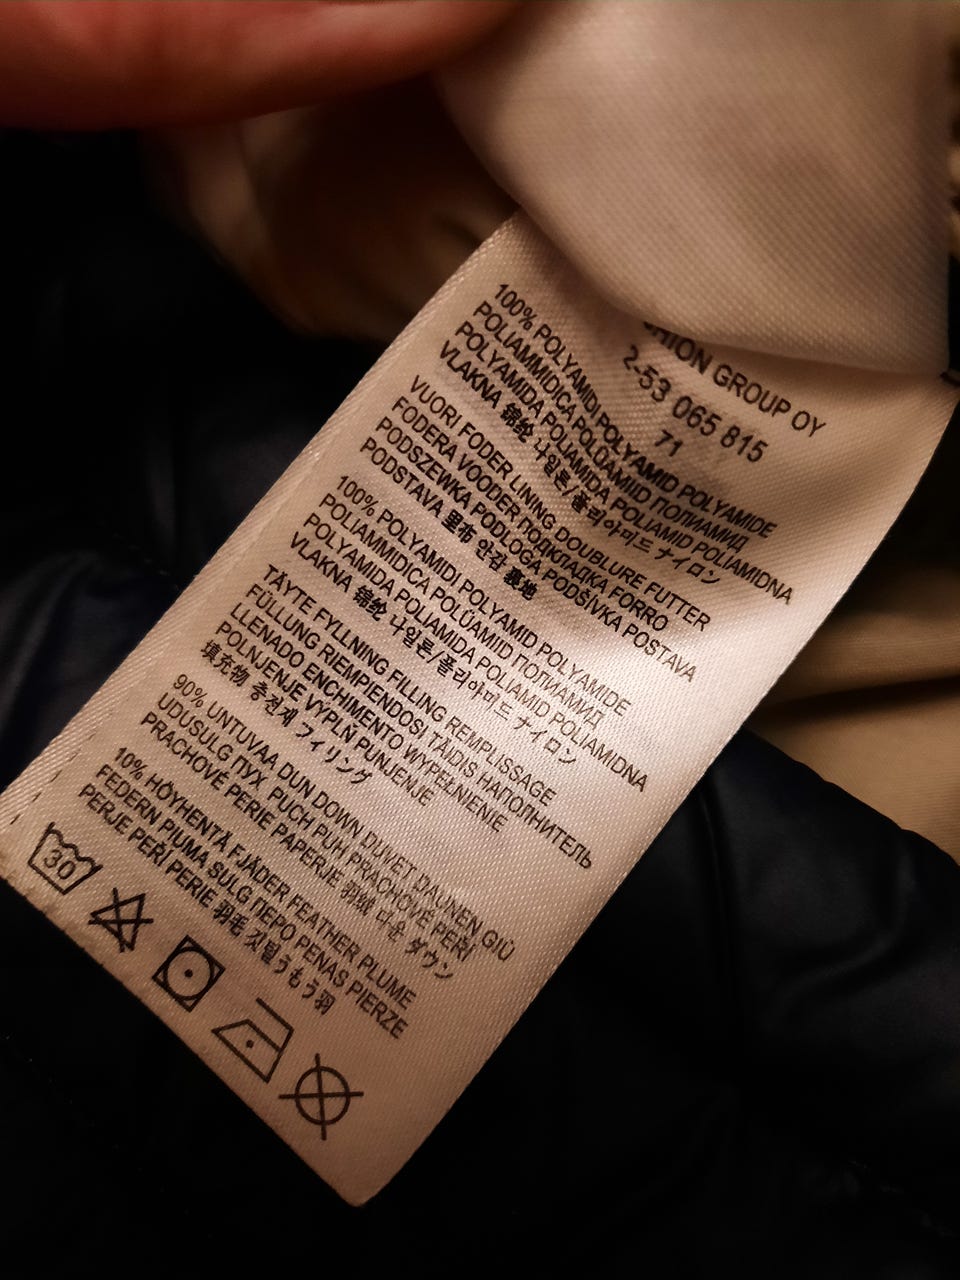 GROUP OY
2-53 065 815
71
100% POLYAMIDI POLYAMID POLYAMIDE
POLIAMMIDICA POLÜAMIID ПОЛИАМИД
POLYAMIDA POLIAMIDA POLIAMID POLIAMIDNA
VLAKNA 锦纶 나일론/폴리아미드 ナイロン
VUORI FODER LINING DOUBLURE FUTTER
FODERA VOODER ПОДКЛАДКА FORRO
PODSZEWKA PODLOGA PODŠÍVKA POSTAVA
PODSTAVA 里布 안감 裏地
100% POLYAMIDI POLYAMID POLYAMIDE
POLIAMMIDICA POLÜAMIID ПОЛИАМИД
POLYAMIDA POLIAMIDA POLIAMID POLIAMIDNA
VLAKNA 锦纶 나일론/폴리아미드 ナイロン
TÄYTE FYLLNING FILLING REMPLISSAGE
FÜLLUNG RIEMPIENDOSI TÄIDIS НАПОЛНИТЕЛЬ
LLENADO ENCHIMENTO WYPEŁNIENIE
POLNJENJE VÝPLŇ PUNJENJE
填充物 충전재 フィリング
90% UNTUVAA DUN DOWN DUVET DAUNEN GIÙ
UDUSULG ПУХ PUCH PUH PRACHOVÉ PEŘÍ
PRACHOVÉ PERIE PAPERJE 羽绒 다운 ダウン
10% HÖYHENTÄ FJÄDER FEATHER PLUME
FEDERN PIUMA SULG ПЕРО PENAS PIERZE
PERJE PEŘÍ PERIE 羽毛 깃털 うもう 羽
30